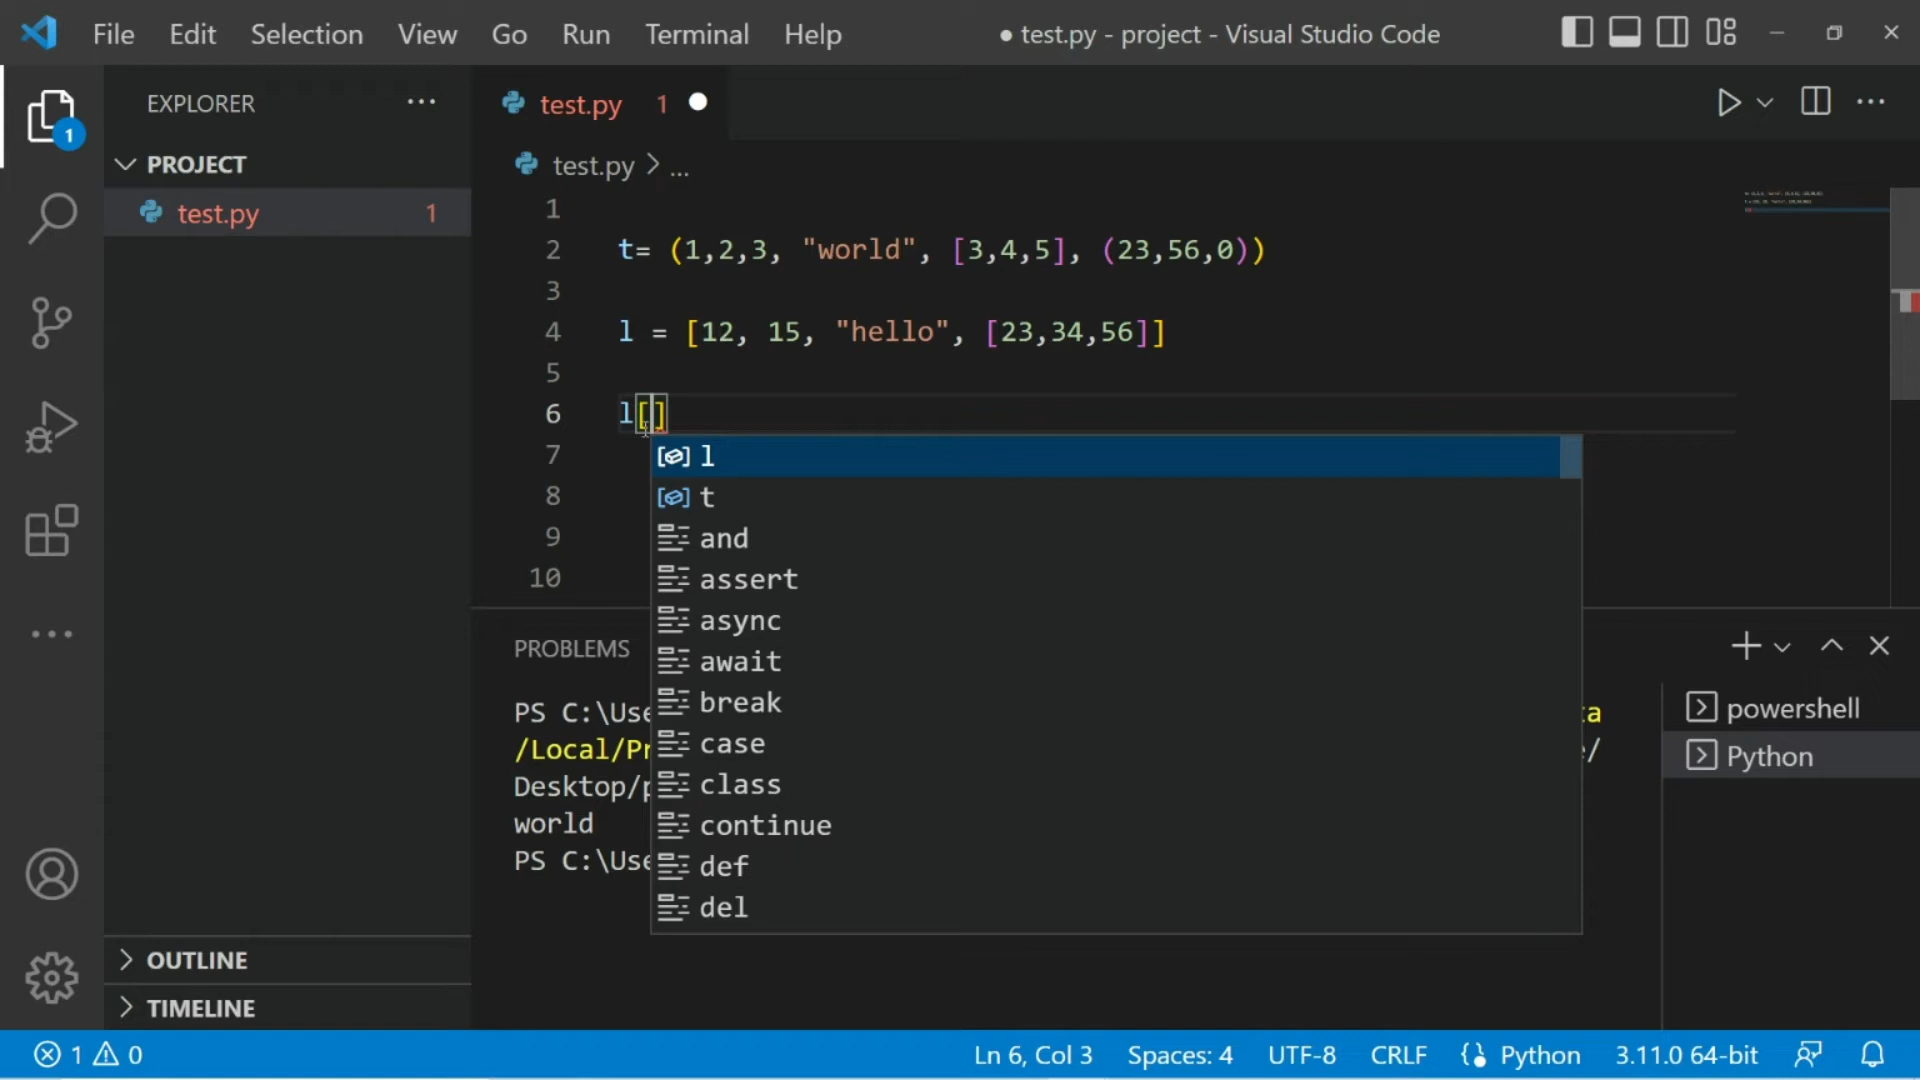 File Edit Selection View Go Run Terminal Help ● test.py - project - Visual Studio Code
EXPLORER ...
PROJECT
test.py 1
OUTLINE
TIMELINE
test.py 1
test.py > ...
1
2 t= (1,2,3, "world", [3,4,5], (23,56,0))
3
4 l = [12, 15, "hello", [23,34,56]]
5
6 l[]
7
8
9
10
l
t
and
assert
async
await
break
case
class
continue
def
del
PROBLEMS
PS C:\Use
/Local/Pr
Desktop/p
world
PS C:\Use
powershell
Python
1
1 0 Ln 6, Col 3 Spaces: 4 UTF-8 CRLF Python 3.11.0 64-bit